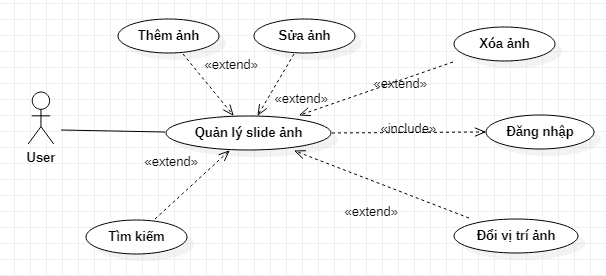 Thêm ảnh
Sửa ảnh
Xóa ảnh
«extend»
«extend»
«extend»
Quản lý slide ảnh
«include»
Đăng nhập
User
«extend»
«extend»
Tìm kiếm
Đổi vị trí ảnh